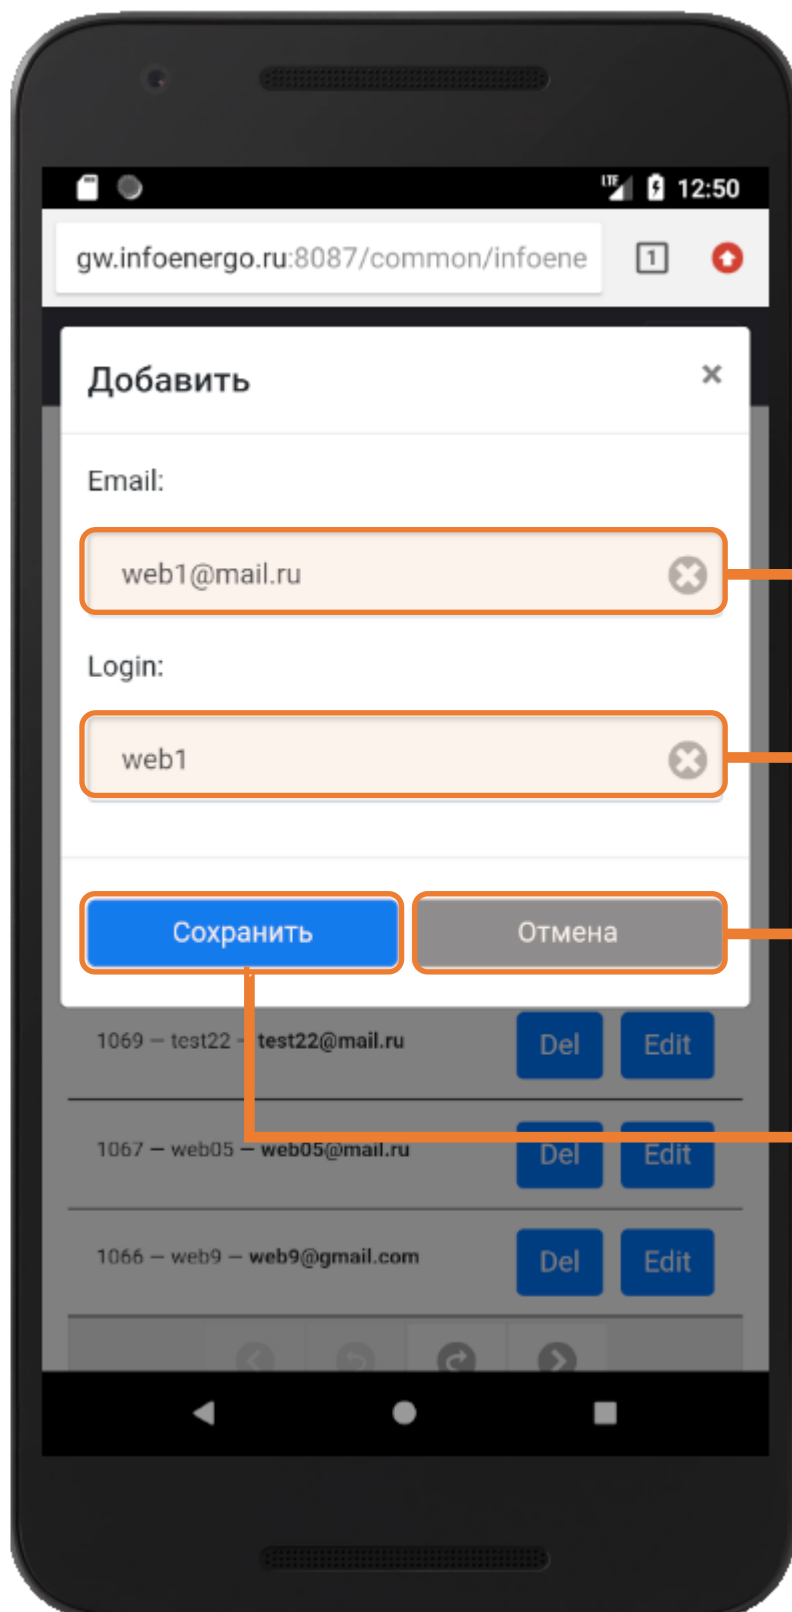 LTE 12:50
gw.infoenergo.ru:8087/common/infoene 1
Добавить ×
Email:
web1@mail.ru
Login:
web1
Сохранить Отмена
1069 — test22 — test22@mail.ru Del Edit
1067 — web05 — web05@mail.ru Del Edit
1066 — web9 — web9@gmail.com Del Edit